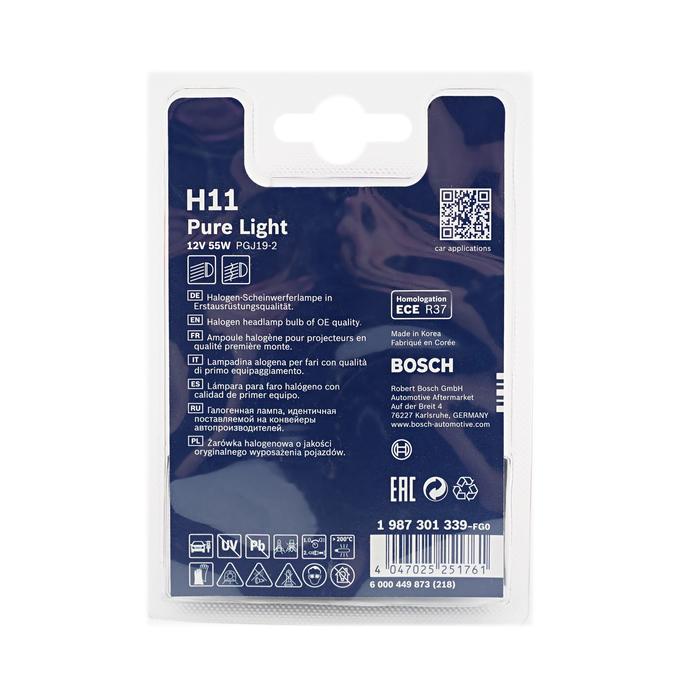 H11
Pure Light
12V 55W PGJ19-2
car applications
DE Halogen-Scheinwerferlampe in
Erstausrüstungsqualität.
EN Halogen headlamp bulb of OE quality.
FR Ampoule halogène pour projecteurs en
qualité première monte.
IT Lampadina alogena per fari con qualità
di primo equipaggiamento.
ES Lámpara para faro halógeno con
calidad de primer equipo.
RU Галогенная лампа, идентичная
поставляемой на конвейеры
автопроизводителей.
PL Żarówka halogenowa o jakości
oryginalnego wyposażenia pojazdów.
Homologation
ECE R37
Made in Korea
Fabriqué en Corée
BOSCH
Robert Bosch GmbH
Automotive Aftermarket
Auf der Breit 4
76227 Karlsruhe, GERMANY
www.bosch-automotive.com
EAC
1 987 301 339-FG0
UV Pb > 200°C
4 047025 251761
6 000 449 873 (218)